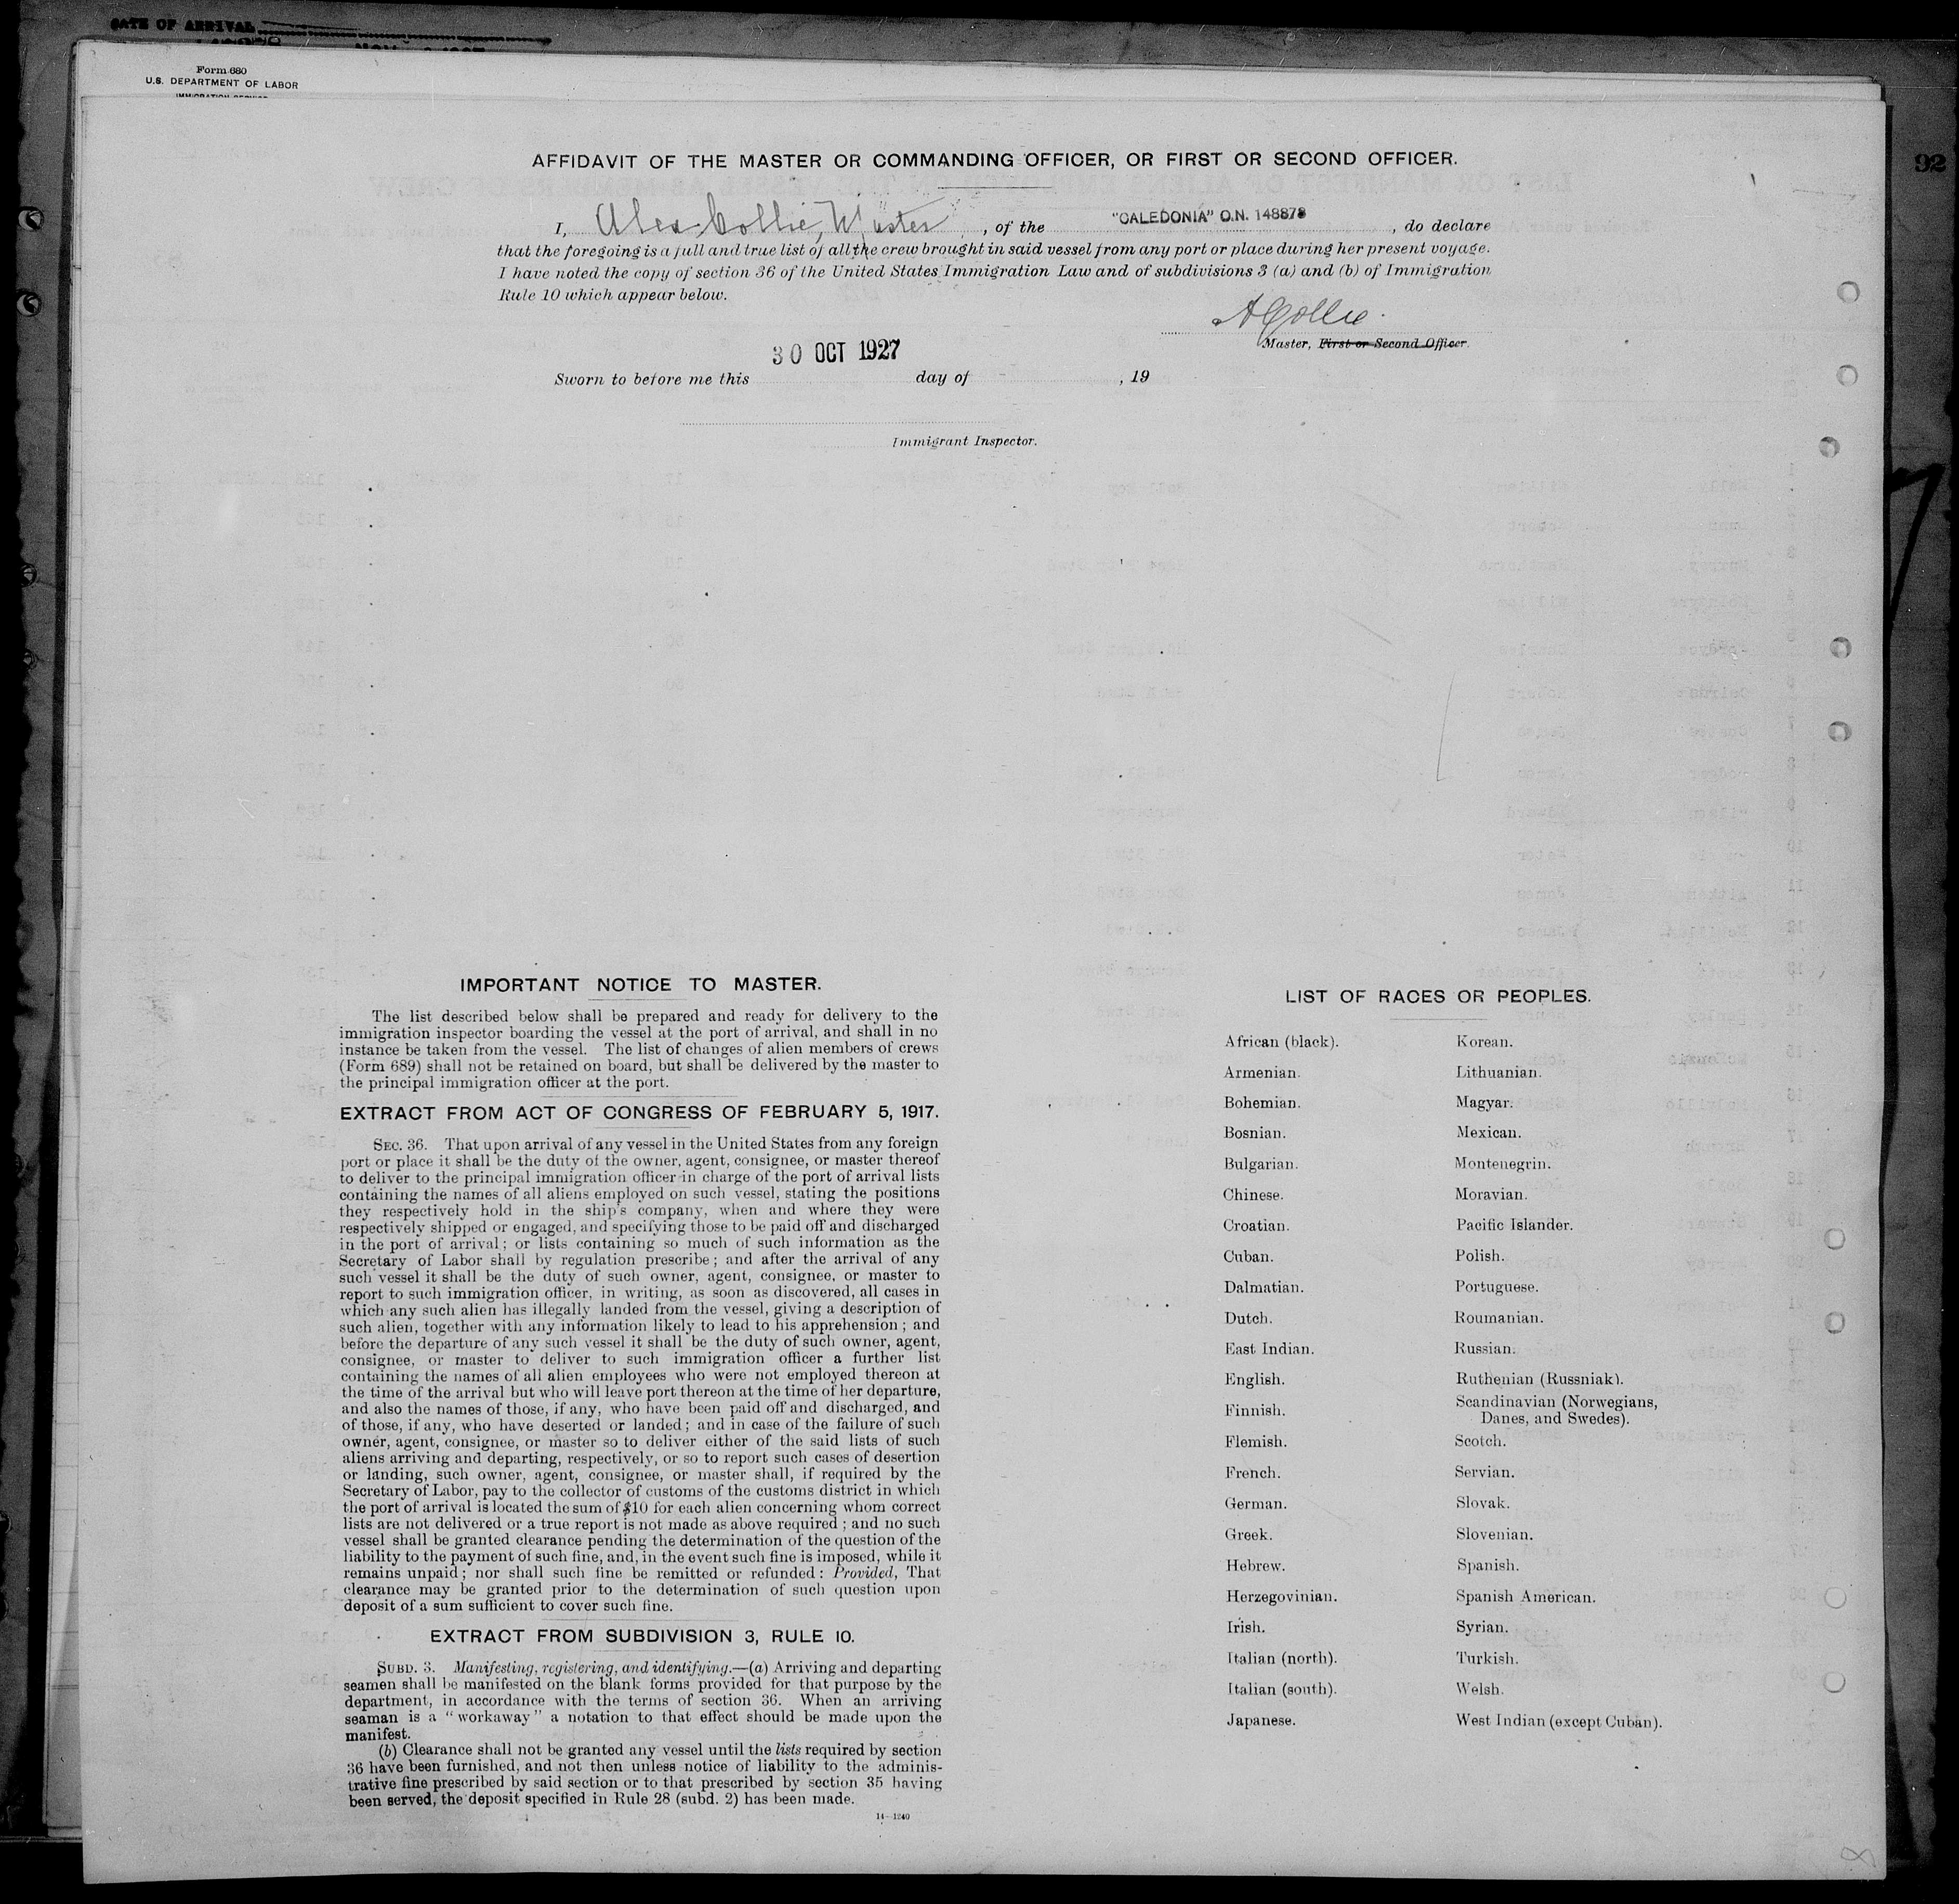 DATE OF ARRIVAL
Form 680
U.S. DEPARTMENT OF LABOR
IMMIGRATION SERVICE
92
AFFIDAVIT OF THE MASTER OR COMMANDING OFFICER, OR FIRST OR SECOND OFFICER.
I, Alex Collie, Master, of the "CALEDONIA" O.N. 148878, do declare
that the foregoing is a full and true list of all the crew brought in said vessel from any port or place during her present voyage.
I have noted the copy of section 36 of the United States Immigration Law and of subdivisions 3 (a) and (b) of Immigration
Rule 10 which appear below.
A Collie.
Master, First or Second Officer.
30 OCT 1927
Sworn to before me this day of , 19
Immigrant Inspector.
IMPORTANT NOTICE TO MASTER.
The list described below shall be prepared and ready for delivery to the
immigration inspector boarding the vessel at the port of arrival, and shall in no
instance be taken from the vessel. The list of changes of alien members of crews
(Form 689) shall not be retained on board, but shall be delivered by the master to
the principal immigration officer at the port.
EXTRACT FROM ACT OF CONGRESS OF FEBRUARY 5, 1917.
SEC. 36. That upon arrival of any vessel in the United States from any foreign
port or place it shall be the duty of the owner, agent, consignee, or master thereof
to deliver to the principal immigration officer in charge of the port of arrival lists
containing the names of all aliens employed on such vessel, stating the positions
they respectively hold in the ship's company, when and where they were
respectively shipped or engaged, and specifying those to be paid off and discharged
in the port of arrival; or lists containing so much of such information as the
Secretary of Labor shall by regulation prescribe; and after the arrival of any
such vessel it shall be the duty of such owner, agent, consignee, or master to
report to such immigration officer, in writing, as soon as discovered, all cases in
which any such alien has illegally landed from the vessel, giving a description of
such alien, together with any information likely to lead to his apprehension; and
before the departure of any such vessel it shall be the duty of such owner, agent,
consignee, or master to deliver to such immigration officer a further list
containing the names of all alien employees who were not employed thereon at
the time of the arrival but who will leave port thereon at the time of her departure,
and also the names of those, if any, who have been paid off and discharged, and
of those, if any, who have deserted or landed; and in case of the failure of such
owner, agent, consignee, or master so to deliver either of the said lists of such
aliens arriving and departing, respectively, or so to report such cases of desertion
or landing, such owner, agent, consignee, or master shall, if required by the
Secretary of Labor, pay to the collector of customs of the customs district in which
the port of arrival is located the sum of $10 for each alien concerning whom correct
lists are not delivered or a true report is not made as above required; and no such
vessel shall be granted clearance pending the determination of the question of the
liability to the payment of such fine, and, in the event such fine is imposed, while it
remains unpaid; nor shall such fine be remitted or refunded: Provided, That
clearance may be granted prior to the determination of such question upon
deposit of a sum sufficient to cover such fine.
EXTRACT FROM SUBDIVISION 3, RULE 10.
SUBD. 3. Manifesting, registering, and identifying.—(a) Arriving and departing
seamen shall be manifested on the blank forms provided for that purpose by the
department, in accordance with the terms of section 36. When an arriving
seaman is a "workaway" a notation to that effect should be made upon the
manifest.
(b) Clearance shall not be granted any vessel until the lists required by section
36 have been furnished, and not then unless notice of liability to the adminis-
trative fine prescribed by said section or to that prescribed by section 35 having
been served, the deposit specified in Rule 28 (subd. 2) has been made.
14—1240
LIST OF RACES OR PEOPLES.
African (black).
Armenian.
Bohemian.
Bosnian.
Bulgarian.
Chinese.
Croatian.
Cuban.
Dalmatian.
Dutch.
East Indian.
English.
Finnish.
Flemish.
French.
German.
Greek.
Hebrew.
Herzegovinian.
Irish.
Italian (north).
Italian (south).
Japanese.
Korean.
Lithuanian.
Magyar.
Mexican.
Montenegrin.
Moravian.
Pacific Islander.
Polish.
Portuguese.
Roumanian.
Russian.
Ruthenian (Russniak).
Scandinavian (Norwegians,
Danes, and Swedes).
Scotch.
Servian.
Slovak.
Slovenian.
Spanish.
Spanish American.
Syrian.
Turkish.
Welsh.
West Indian (except Cuban).